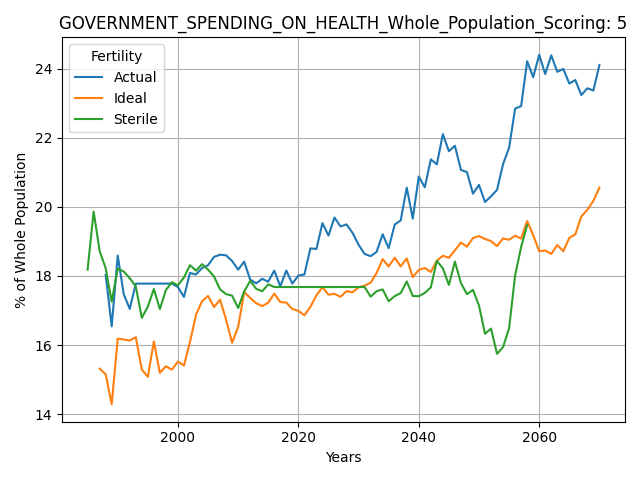 GOVERNMENT_SPENDING_ON_HEALTH_Whole_Population_Scoring: 5
Fertility
Actual
Ideal
Sterile
% of Whole Population
24
22
20
18
16
14
2000
2020
2040
2060
Years